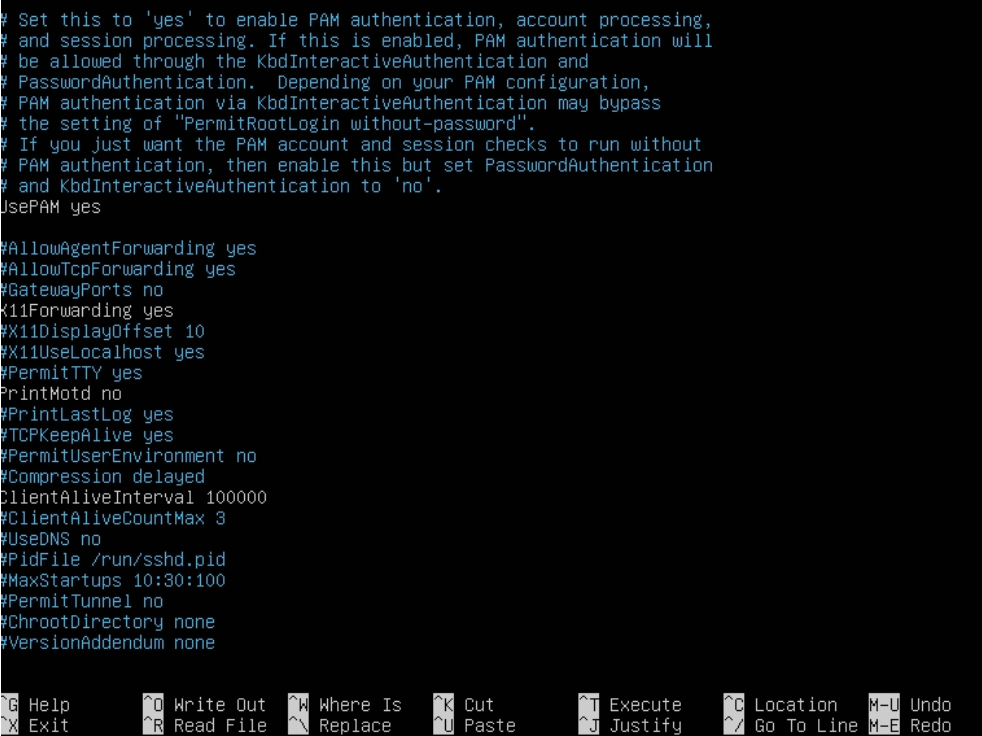 # Set this to 'yes' to enable PAM authentication, account processing,
# and session processing. If this is enabled, PAM authentication will
# be allowed through the KbdInteractiveAuthentication and
# PasswordAuthentication.  Depending on your PAM configuration,
# PAM authentication via KbdInteractiveAuthentication may bypass
# the setting of "PermitRootLogin without-password".
# If you just want the PAM account and session checks to run without
# PAM authentication, then enable this but set PasswordAuthentication
# and KbdInteractiveAuthentication to 'no'.
UsePAM yes
#AllowAgentForwarding yes
#AllowTcpForwarding yes
#GatewayPorts no
X11Forwarding yes
#X11DisplayOffset 10
#X11UseLocalhost yes
#PermitTTY yes
PrintMotd no
#PrintLastLog yes
#TCPKeepAlive yes
#PermitUserEnvironment no
#Compression delayed
ClientAliveInterval 100000
#ClientAliveCountMax 3
#UseDNS no
#PidFile /run/sshd.pid
#MaxStartups 10:30:100
#PermitTunnel no
#ChrootDirectory none
#VersionAddendum none
^G Help ^O Write Out ^W Where Is ^K Cut ^T Execute ^C Location M-U Undo
^X Exit ^R Read File ^\ Replace ^U Paste ^J Justify ^/ Go To Line M-E Redo